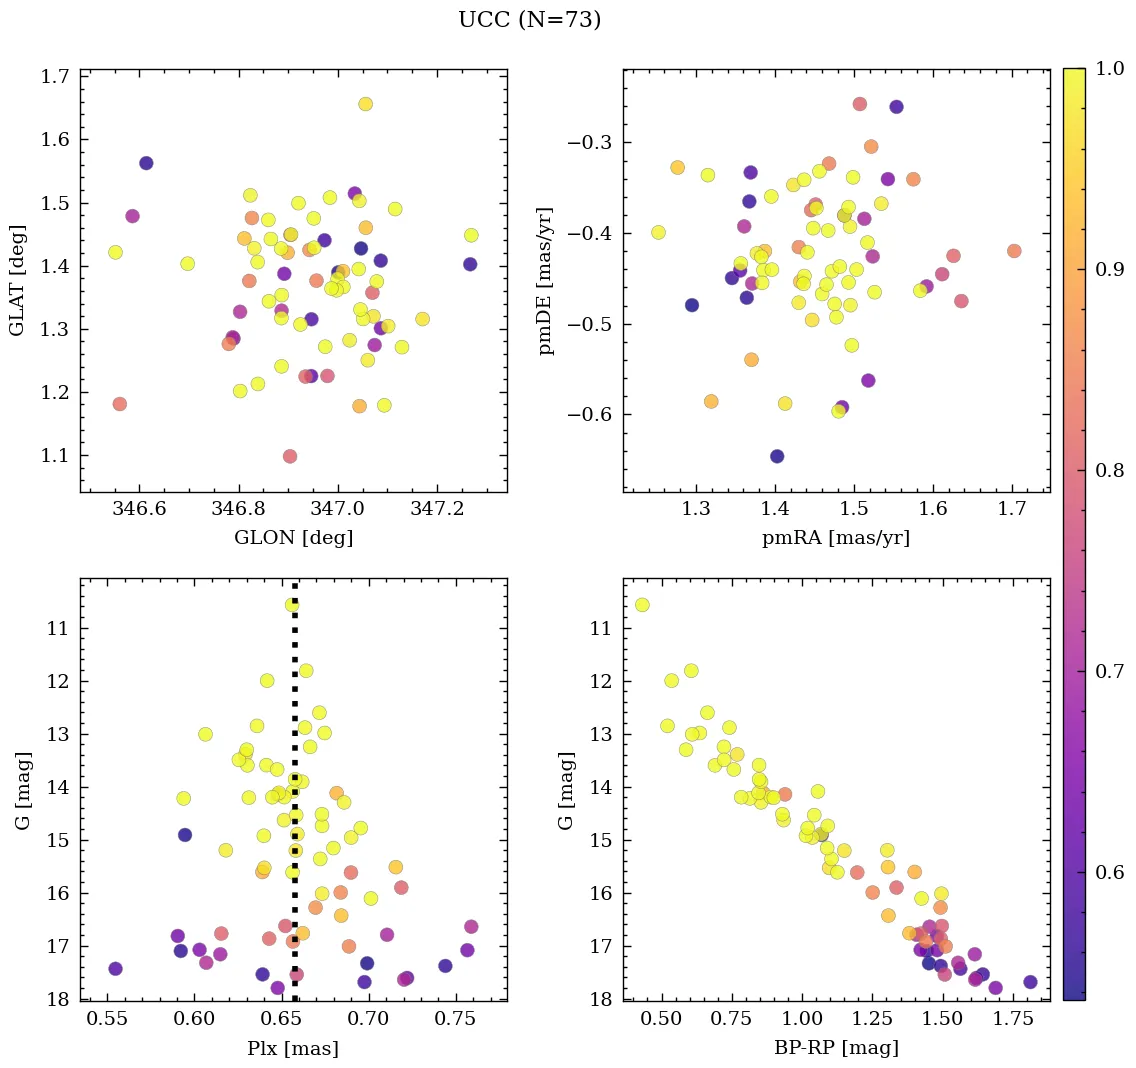 UCC (N=73)
1.7
1.6
1.5
1.4
1.3
1.2
1.1
GLAT [deg]
346.6 346.8 347.0 347.2
GLON [deg]
−0.3
−0.4
−0.5
−0.6
pmDE [mas/yr]
1.3 1.4 1.5 1.6 1.7
pmRA [mas/yr]
1.0
0.9
0.8
0.7
0.6
11
12
13
14
15
16
17
18
G [mag]
0.55 0.60 0.65 0.70 0.75
Plx [mas]
11
12
13
14
15
16
17
18
G [mag]
0.50 0.75 1.00 1.25 1.50 1.75
BP-RP [mag]